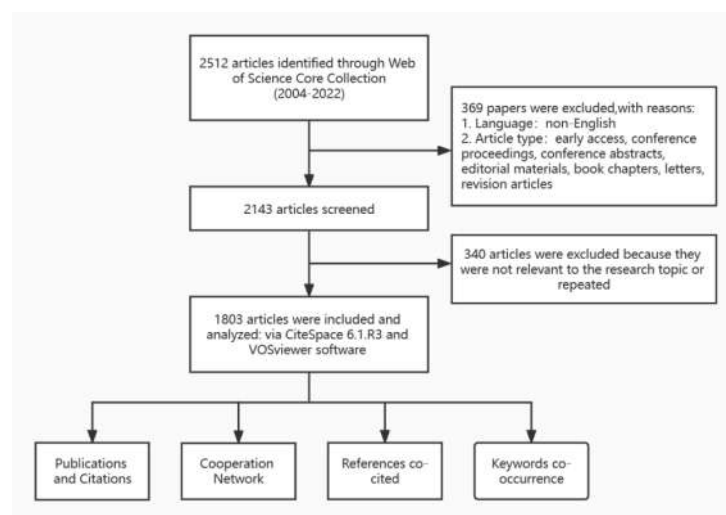 2512 articles identified through Web
of Science Core Collection
(2004-2022)
369 papers were excluded,with reasons:
1. Language： non-English
2. Article type： early access, conference
proceedings, conference abstracts,
editorial materials, book chapters, letters,
revision articles
2143 articles screened
340 articles were excluded because they
were not relevant to the research topic or
repeated
1803 articles were included and
analyzed: via CiteSpace 6.1.R3 and
VOSviewer software
Publications
and Citations
Cooperation
Network
References co-
cited
Keywords co-
occurrence